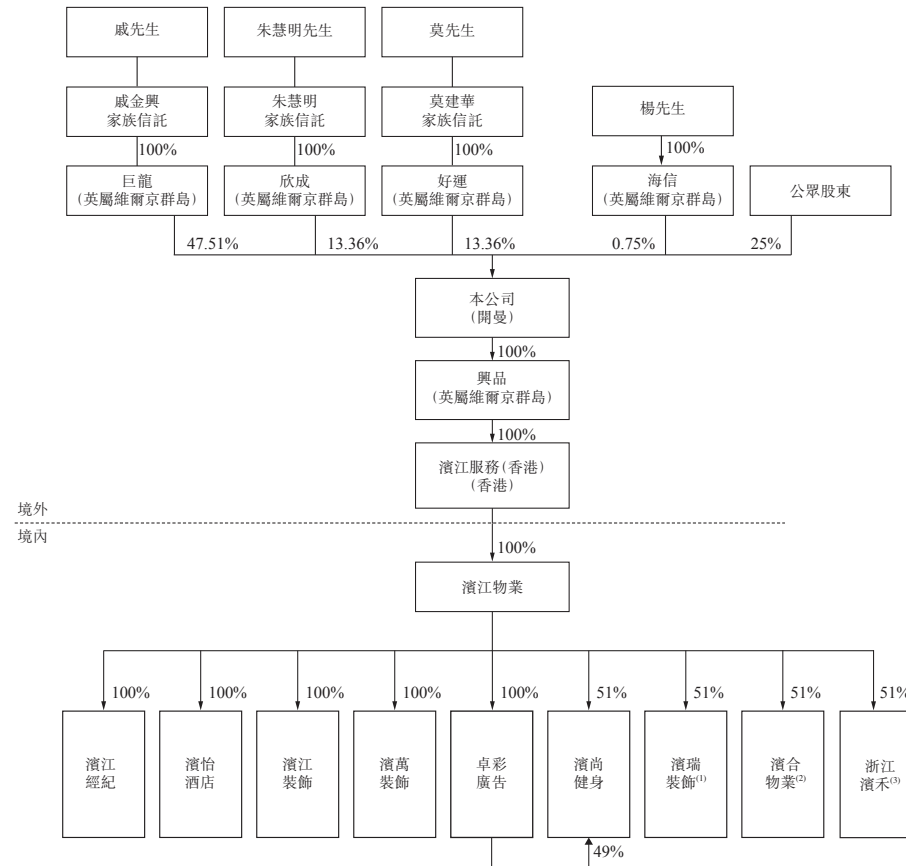 戚先生
朱慧明先生
莫先生
戚金興
家族信託
朱慧明
家族信託
莫建華
家族信託
楊先生
100%
100%
100%
100%
巨龍
(英屬維爾京群島)
欣成
(英屬維爾京群島)
好運
(英屬維爾京群島)
海信
(英屬維爾京群島)
公眾股東
47.51%
13.36%
13.36%
0.75%
25%
本公司
(開曼)
100%
興品
(英屬維爾京群島)
100%
濱江服務(香港)
(香港)
境外
境內
100%
濱江物業
100%
100%
100%
100%
100%
51%
51%
51%
51%
濱江
經紀
濱怡
酒店
濱江
裝飾
濱萬
裝飾
卓彩
廣告
濱尚
健身
濱瑞
裝飾(1)
濱合
物業(2)
浙江
濱禾(3)
49%